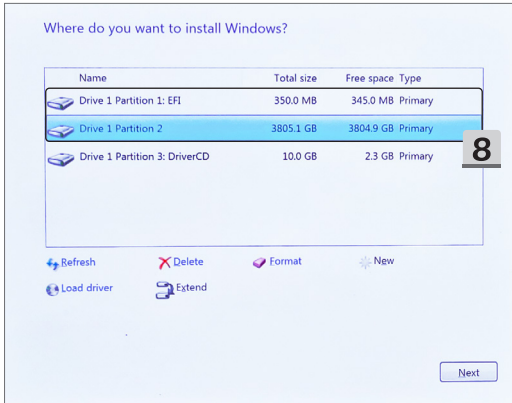 Where do you want to install Windows?
Name Total size Free space Type
Drive 1 Partition 1: EFI 350.0 MB 345.0 MB Primary
Drive 1 Partition 2 3805.1 GB 3804.9 GB Primary
Drive 1 Partition 3: DriverCD 10.0 GB 2.3 GB Primary
8
Refresh Delete Format New
Load driver Extend
Next